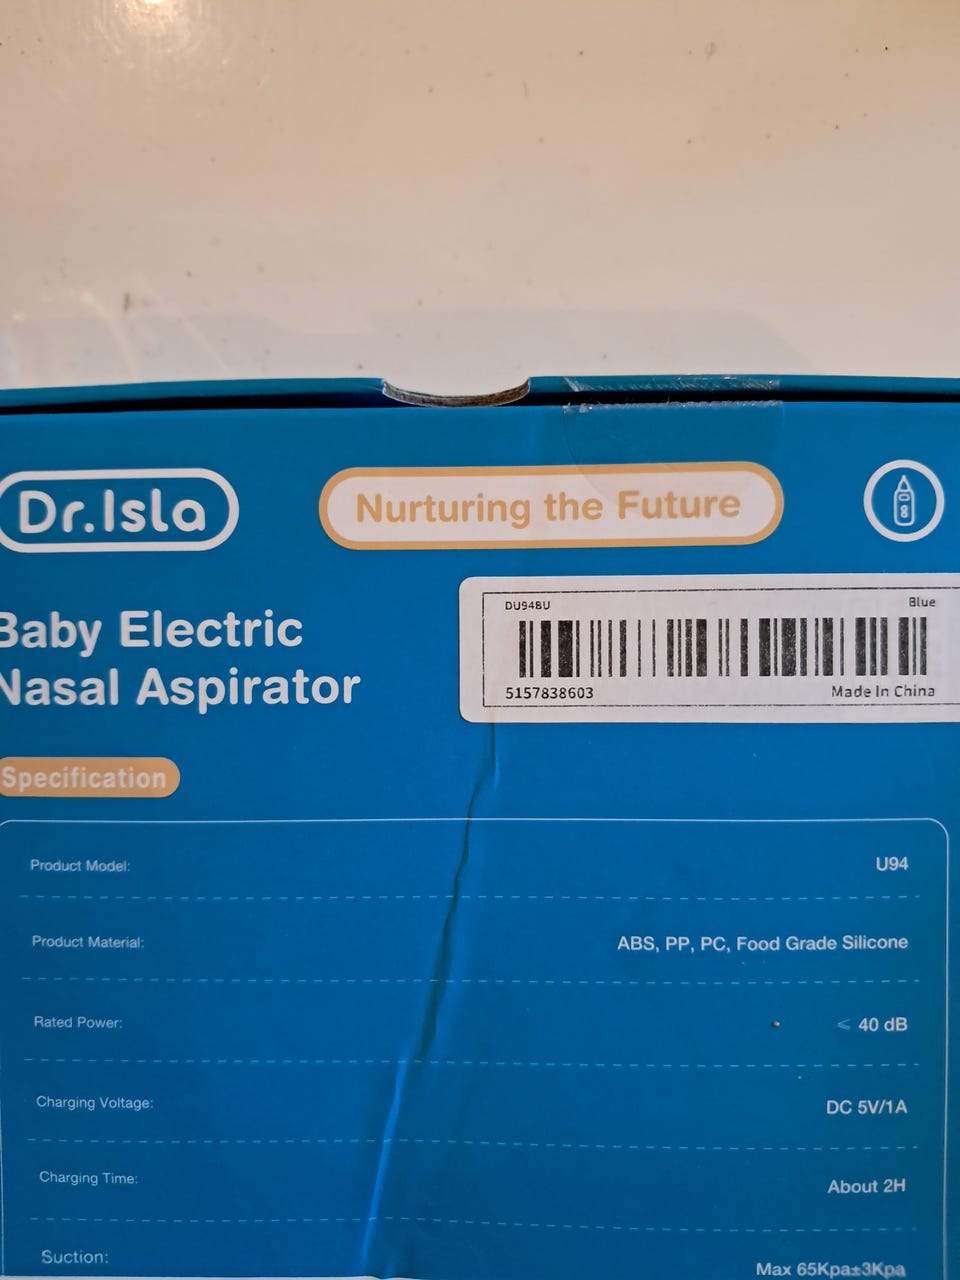 Dr.Isla
Nurturing the Future
Baby Electric
Nasal Aspirator
DU94BU Blue
5157838603 Made In China
Specification
Product Model: U94
Product Material: ABS, PP, PC, Food Grade Silicone
Rated Power: ⩽ 40 dB
Charging Voltage: DC 5V/1A
Charging Time: About 2H
Suction: Max 65Kpa±3Kpa